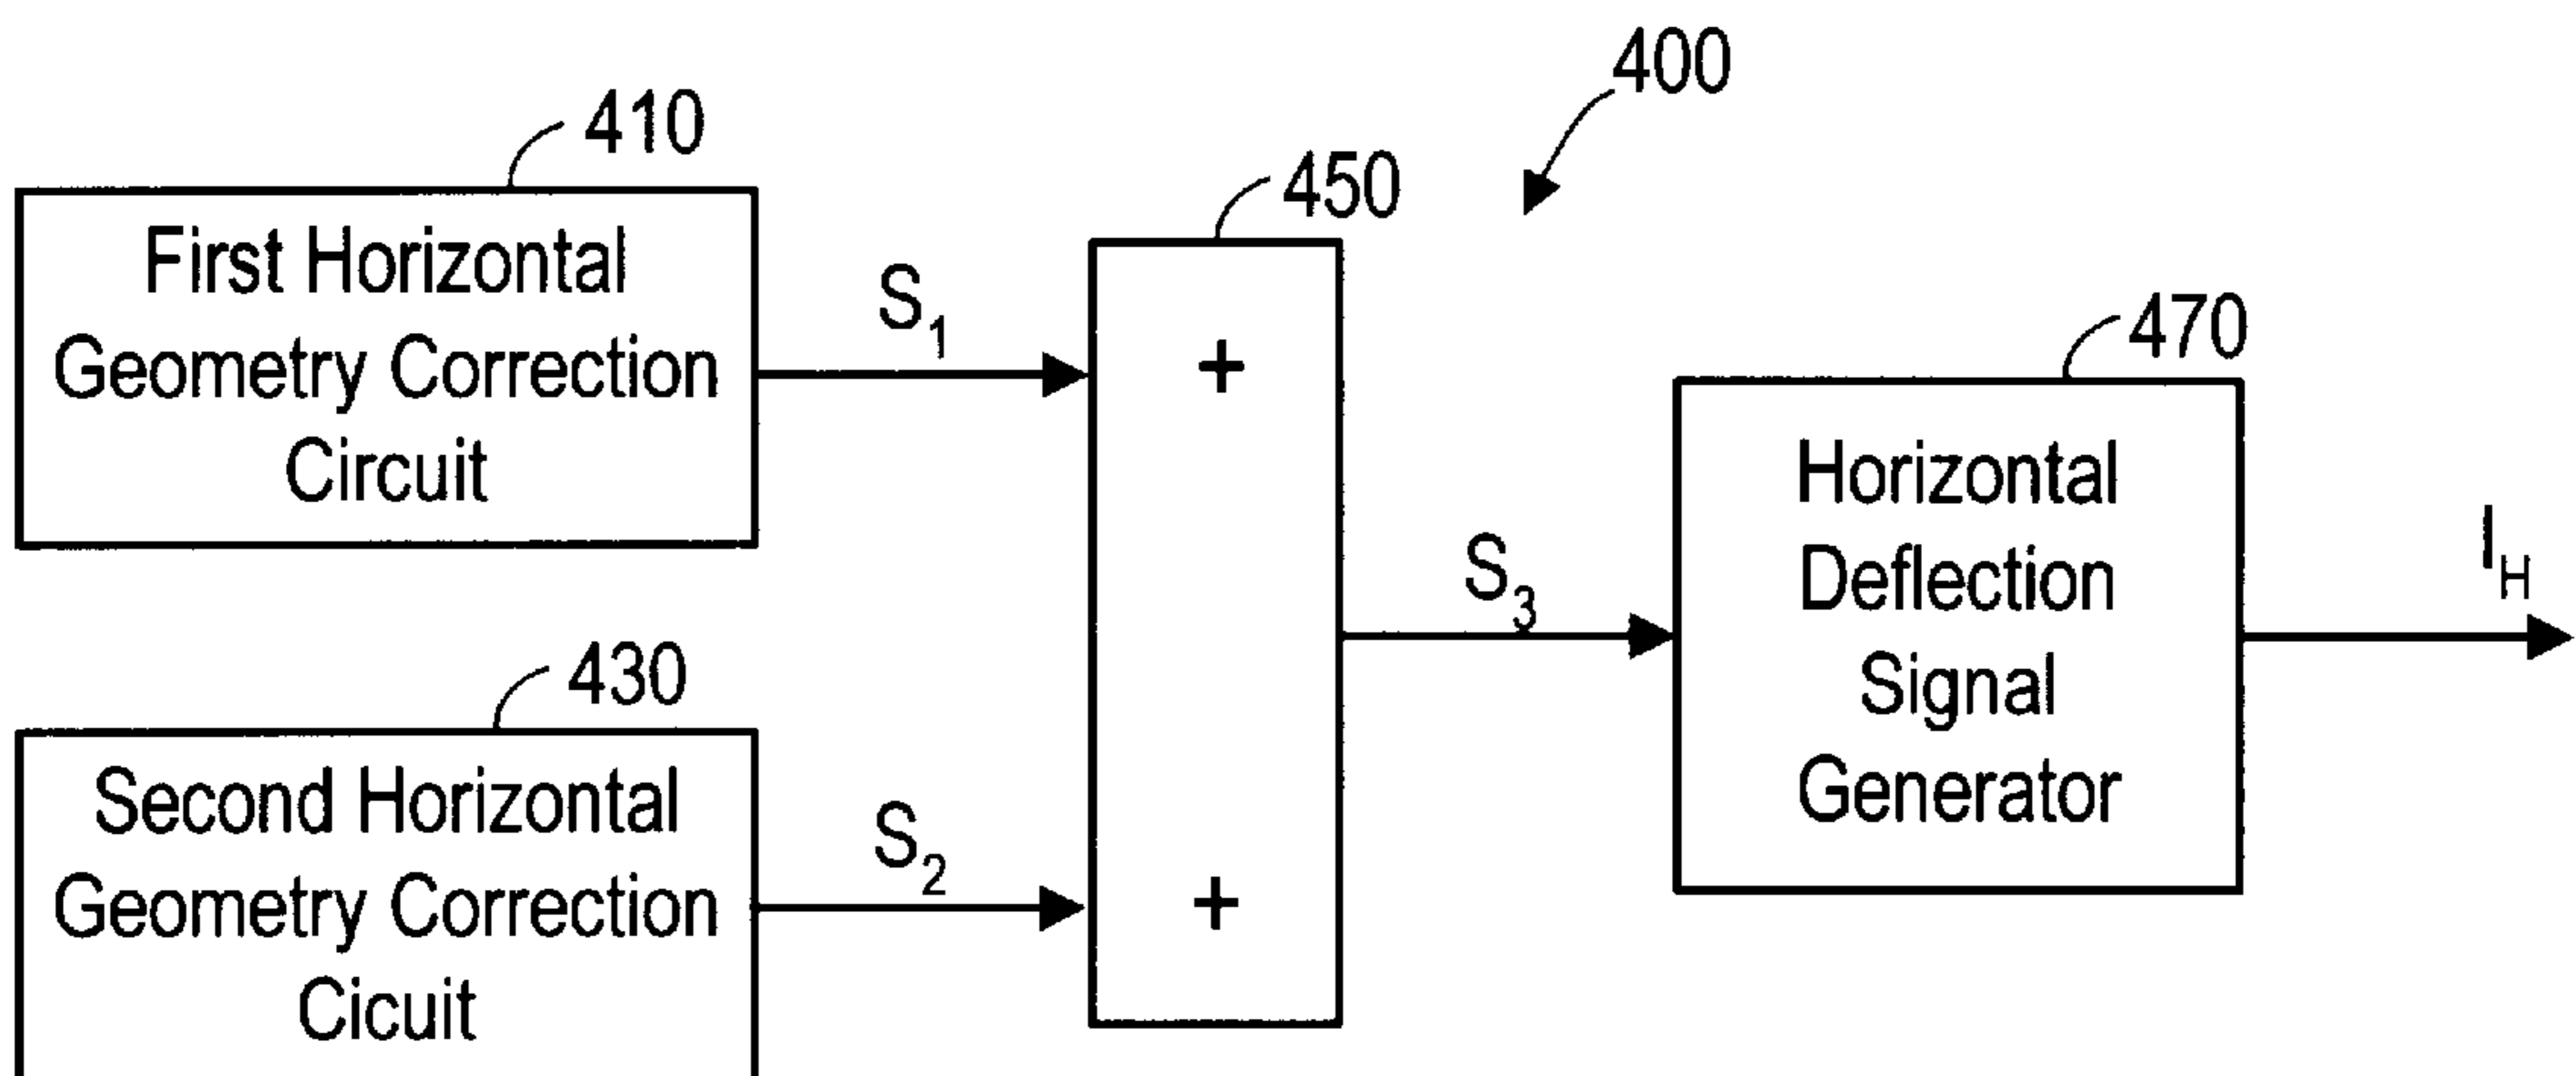 400
410
First Horizontal
Geometry Correction
Circuit
S1
450
+
+
430
Second Horizontal
Geometry Correction
Cicuit
S2
S3
470
Horizontal
Deflection
Signal
Generator
IH